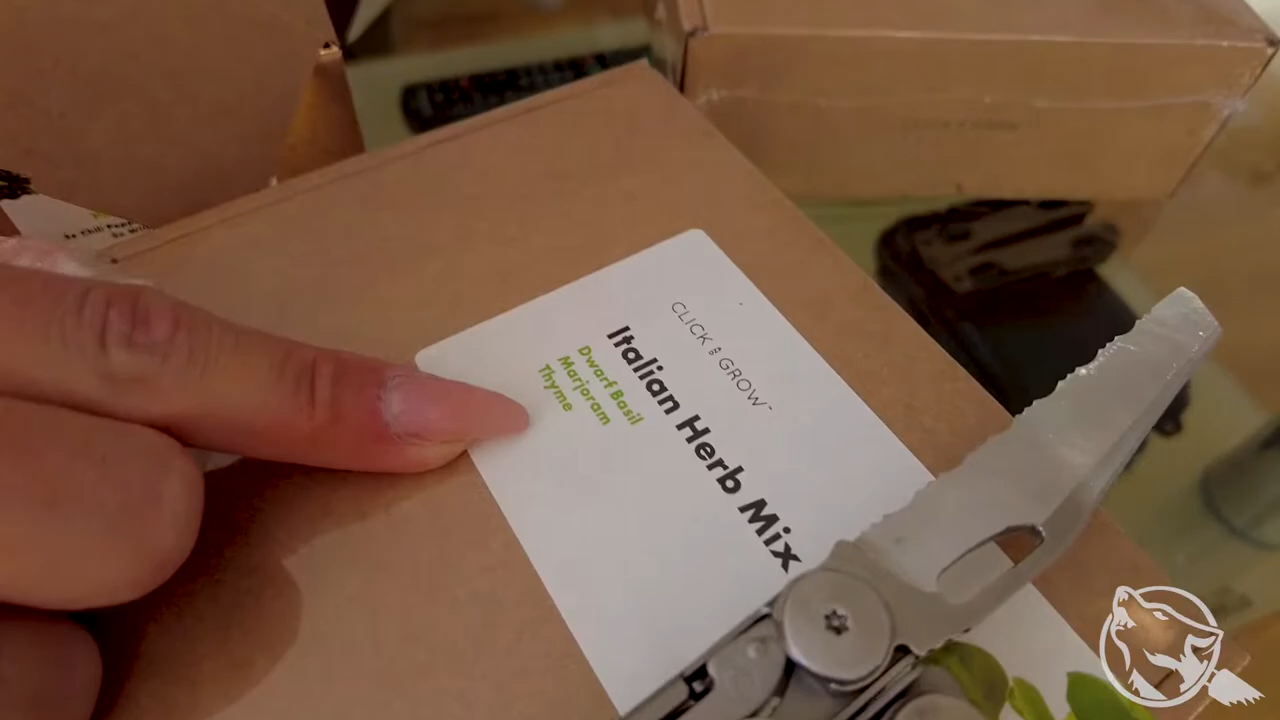 CLICK & GROW
Italian Herb Mix
Dwarf Basil
Marjoram
Thyme